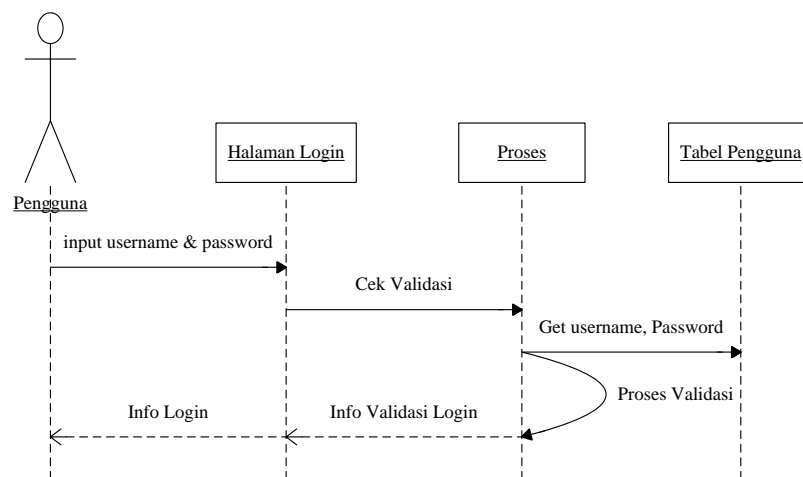 Halaman Login
Proses
Tabel Pengguna
Pengguna
input username & password
Cek Validasi
Get username, Password
Proses Validasi
Info Login
Info Validasi Login